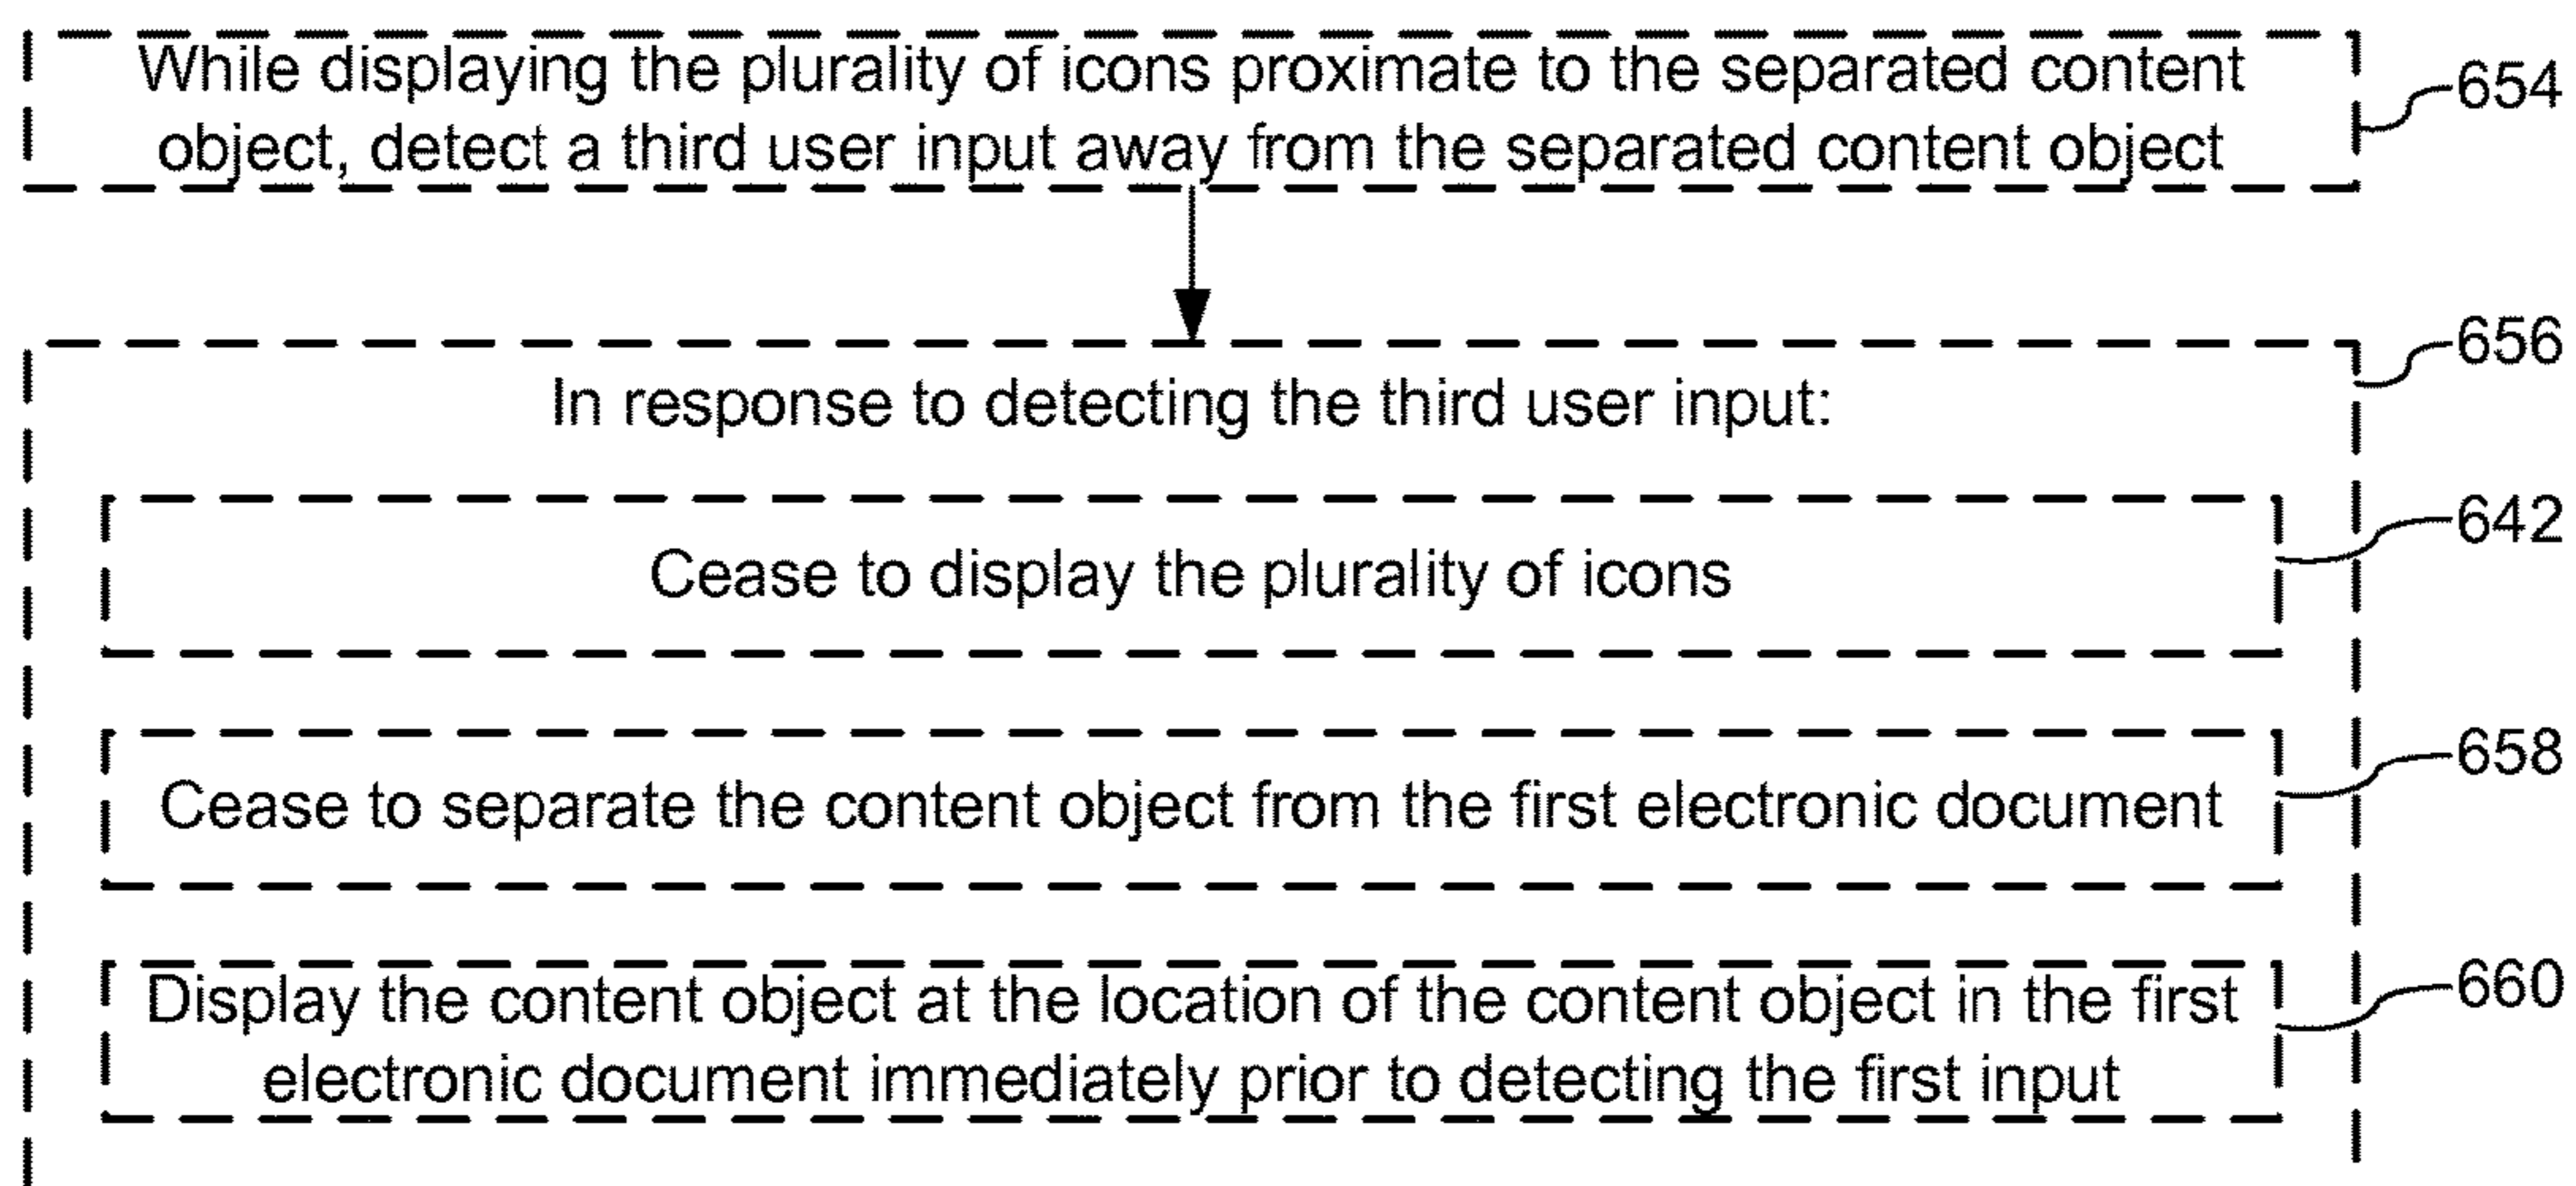 While displaying the plurality of icons proximate to the separated content
object, detect a third user input away from the separated content object
654
656
In response to detecting the third user input:
642
Cease to display the plurality of icons
658
Cease to separate the content object from the first electronic document
660
Display the content object at the location of the content object in the first
electronic document immediately prior to detecting the first input